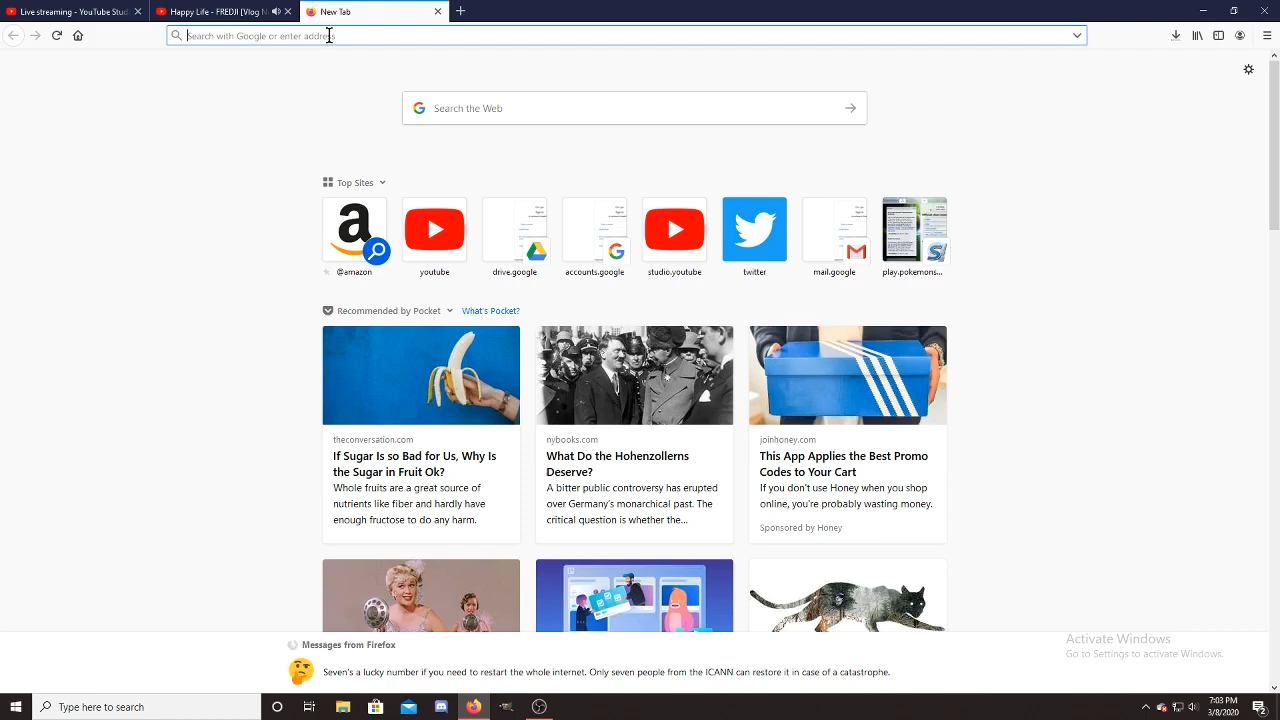 Live streaming - YouTube Stud
Happy Life - FREDJI [Vlog N
New Tab
Search with Google or enter address
Search the Web
Top Sites
@amazon
youtube
drive.google
accounts.google
studio.youtube
twitter
mail.google
play.pokemons...
Recommended by Pocket
What's Pocket?
theconversation.com
If Sugar Is so Bad for Us, Why Is
the Sugar in Fruit Ok?
Whole fruits are a great source of
nutrients like fiber and hardly have
enough fructose to do any harm.
nybooks.com
What Do the Hohenzollerns
Deserve?
A bitter public controversy has erupted
over Germany's monarchical past. The
critical question is whether the...
joinhoney.com
This App Applies the Best Promo
Codes to Your Cart
If you don't use Honey when you shop
online, you're probably wasting money.
Sponsored by Honey
Messages from Firefox
Seven's a lucky number if you need to restart the whole internet. Only seven people from the ICANN can restore it in case of a catastrophe.
Activate Windows
Go to Settings to activate Windows.
Type here to search
7:03 PM
3/8/2020
2